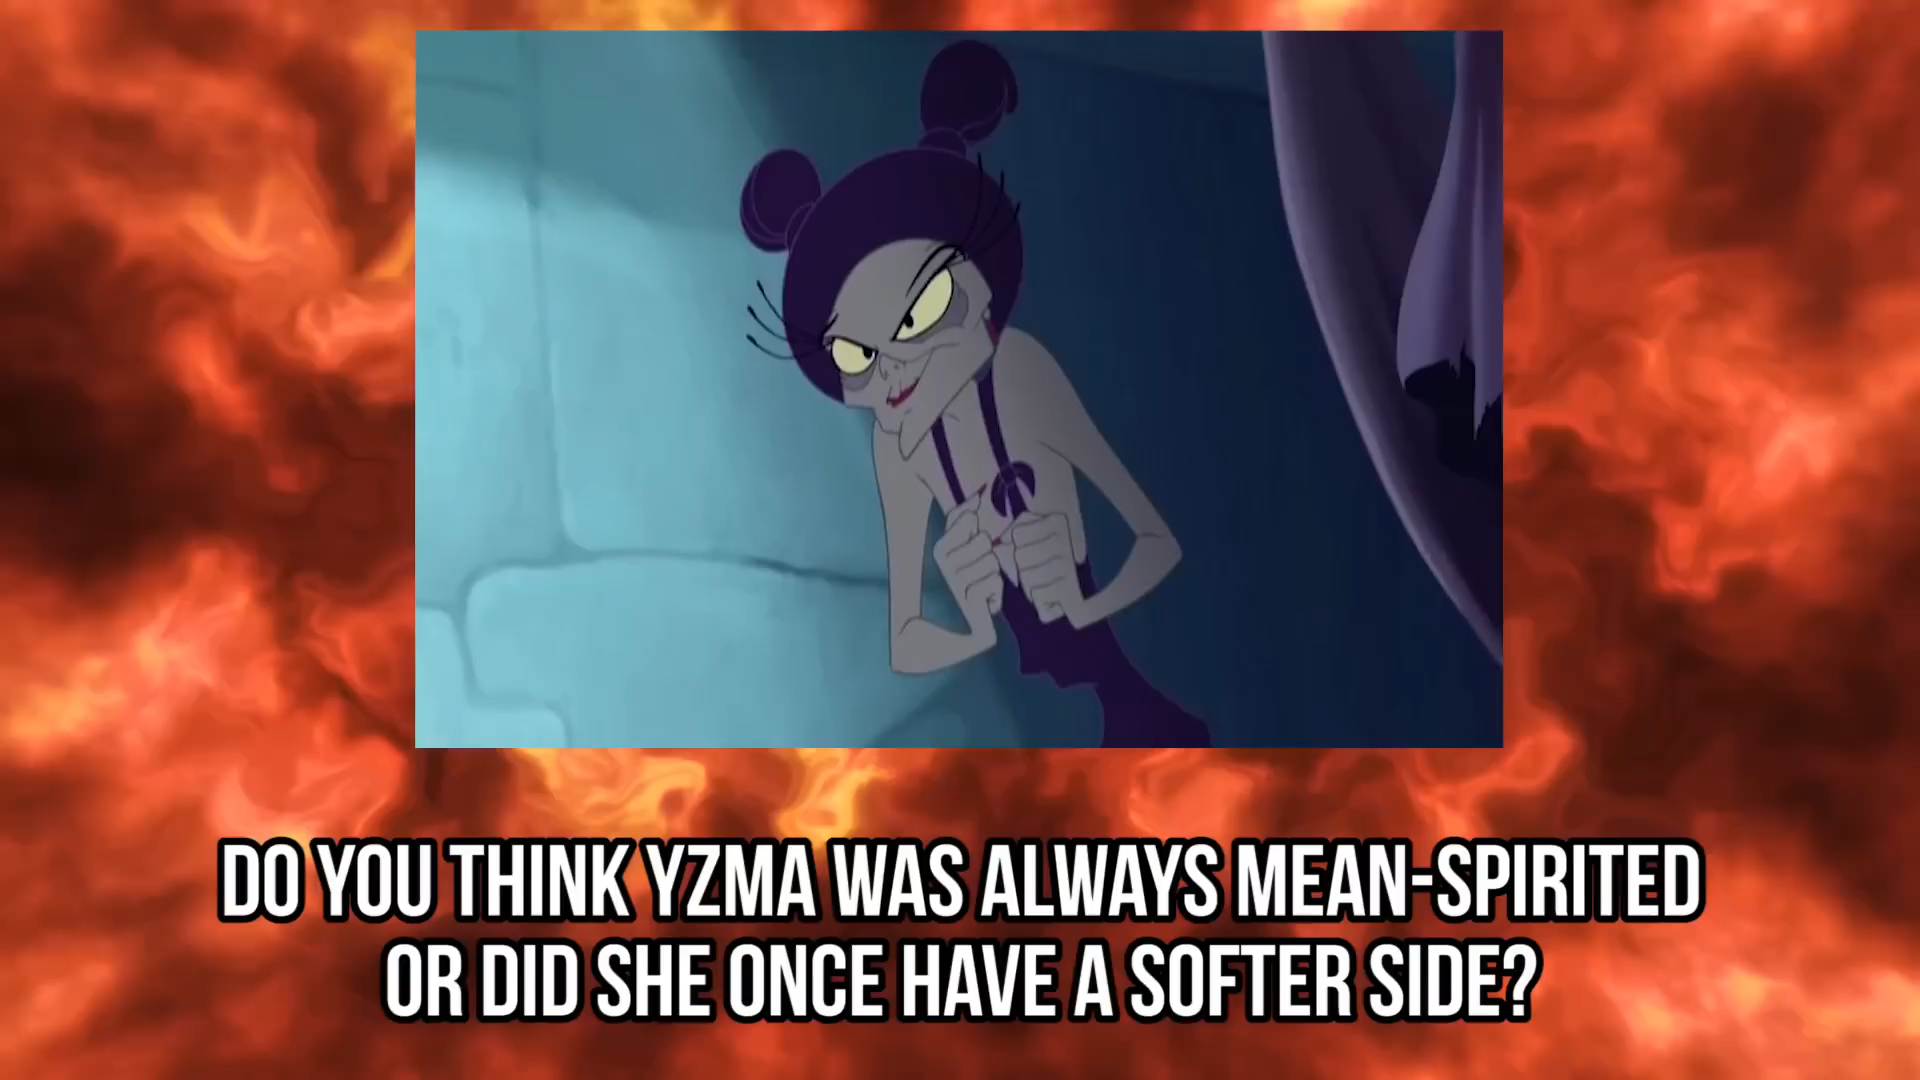 DO YOU THINK YZMA WAS ALWAYS MEAN-SPIRITED
OR DID SHE ONCE HAVE A SOFTER SIDE?